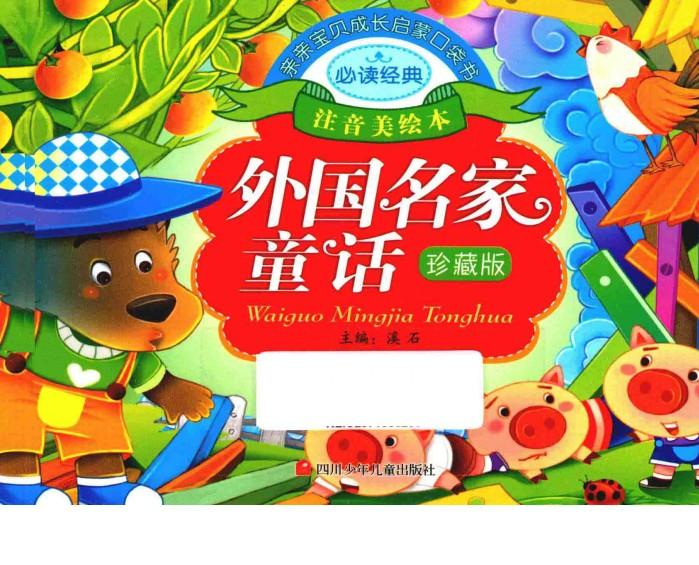 亲亲宝贝成长启蒙口袋书
必读经典
注音美绘本
外国名家
童话
珍藏版
Waiguo Mingjia Tonghua
主编：溪 石
四川少年儿童出版社